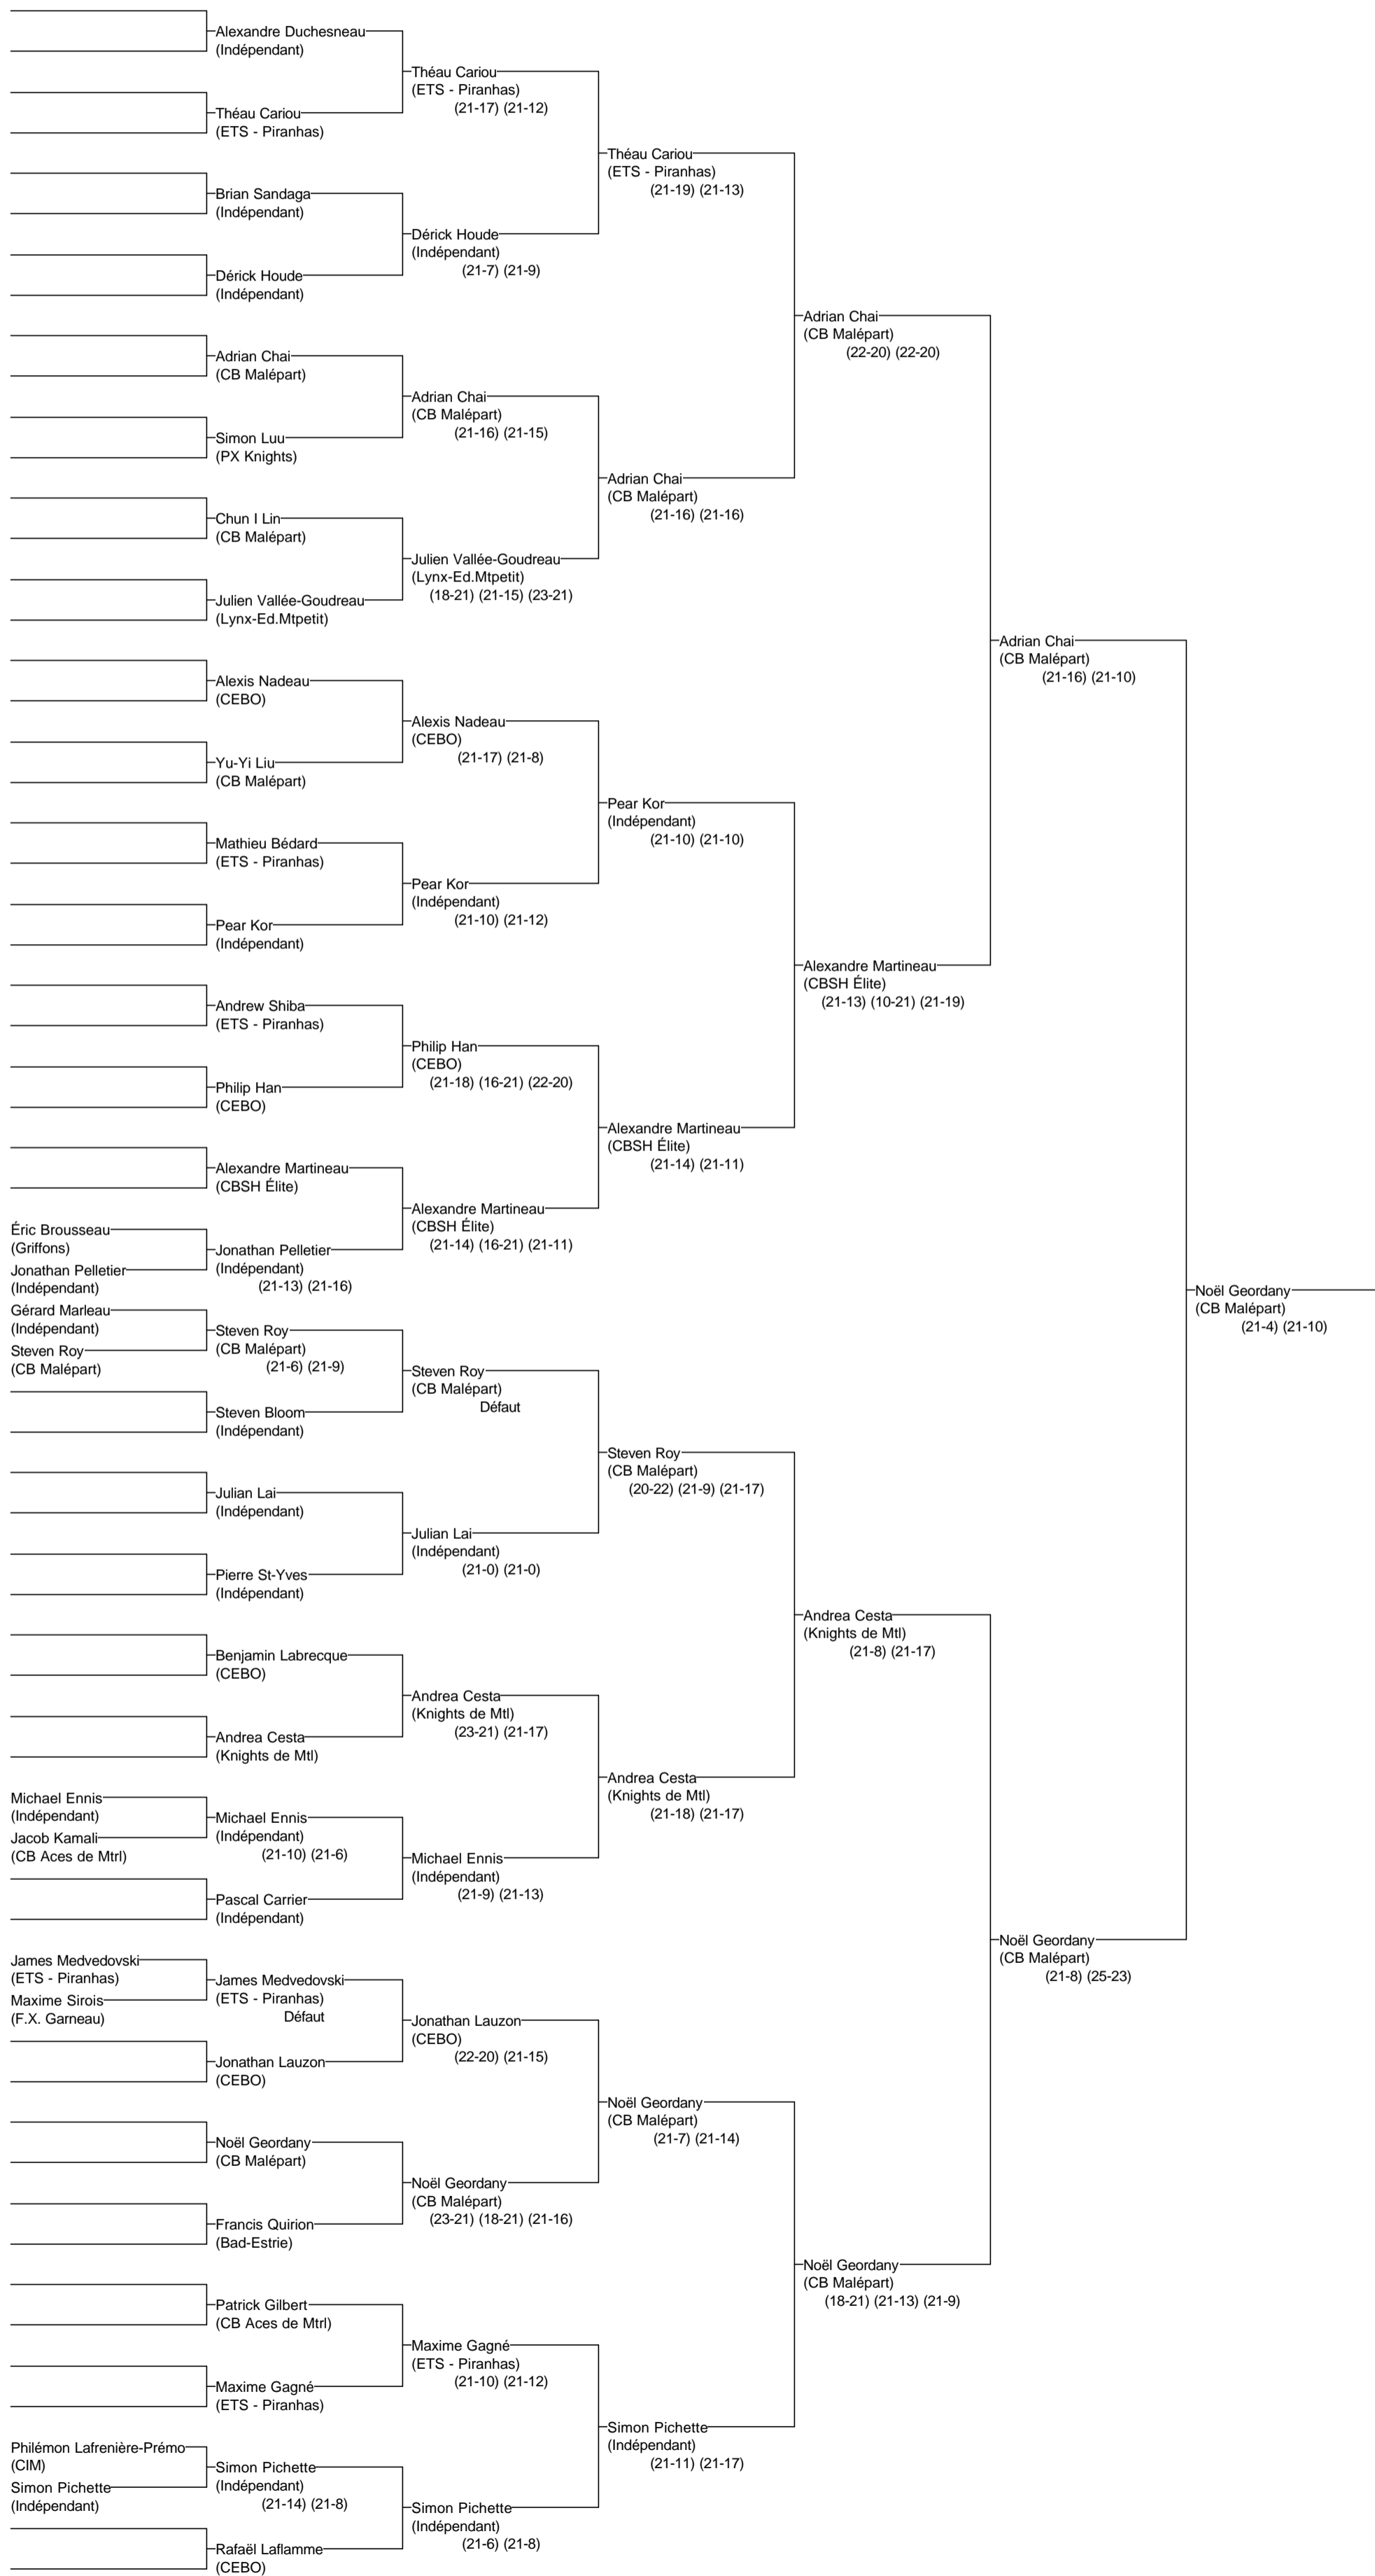 Alexandre Duchesneau
(Indépendant)
Théau Cariou
(ETS - Piranhas)
(21-17) (21-12)
Théau Cariou
(ETS - Piranhas)
Théau Cariou
(ETS - Piranhas)
(21-19) (21-13)
Brian Sandaga
(Indépendant)
Dérick Houde
(Indépendant)
(21-7) (21-9)
Dérick Houde
(Indépendant)
Adrian Chai
(CB Malépart)
(22-20) (22-20)
Adrian Chai
(CB Malépart)
Adrian Chai
(CB Malépart)
(21-16) (21-15)
Simon Luu
(PX Knights)
Adrian Chai
(CB Malépart)
(21-16) (21-16)
Chun I Lin
(CB Malépart)
Julien Vallée-Goudreau
(Lynx-Ed.Mtpetit)
(18-21) (21-15) (23-21)
Julien Vallée-Goudreau
(Lynx-Ed.Mtpetit)
Adrian Chai
(CB Malépart)
(21-16) (21-10)
Alexis Nadeau
(CEBO)
Alexis Nadeau
(CEBO)
(21-17) (21-8)
Yu-Yi Liu
(CB Malépart)
Pear Kor
(Indépendant)
(21-10) (21-10)
Mathieu Bédard
(ETS - Piranhas)
Pear Kor
(Indépendant)
(21-10) (21-12)
Pear Kor
(Indépendant)
Alexandre Martineau
(CBSH Élite)
(21-13) (10-21) (21-19)
Andrew Shiba
(ETS - Piranhas)
Philip Han
(CEBO)
(21-18) (16-21) (22-20)
Philip Han
(CEBO)
Alexandre Martineau
(CBSH Élite)
(21-14) (21-11)
Alexandre Martineau
(CBSH Élite)
Alexandre Martineau
(CBSH Élite)
(21-14) (16-21) (21-11)
Éric Brousseau
(Griffons)
Jonathan Pelletier
(Indépendant)
(21-13) (21-16)
Jonathan Pelletier
(Indépendant)
Noël Geordany
(CB Malépart)
(21-4) (21-10)
Gérard Marleau
(Indépendant)
Steven Roy
(CB Malépart)
(21-6) (21-9)
Steven Roy
(CB Malépart)
Steven Roy
(CB Malépart)
Défaut
Steven Bloom
(Indépendant)
Steven Roy
(CB Malépart)
(20-22) (21-9) (21-17)
Julian Lai
(Indépendant)
Julian Lai
(Indépendant)
(21-0) (21-0)
Pierre St-Yves
(Indépendant)
Andrea Cesta
(Knights de Mtl)
(21-8) (21-17)
Benjamin Labrecque
(CEBO)
Andrea Cesta
(Knights de Mtl)
(23-21) (21-17)
Andrea Cesta
(Knights de Mtl)
Andrea Cesta
(Knights de Mtl)
(21-18) (21-17)
Michael Ennis
(Indépendant)
Michael Ennis
(Indépendant)
(21-10) (21-6)
Jacob Kamali
(CB Aces de Mtrl)
Michael Ennis
(Indépendant)
(21-9) (21-13)
Pascal Carrier
(Indépendant)
Noël Geordany
(CB Malépart)
(21-8) (25-23)
James Medvedovski
(ETS - Piranhas)
James Medvedovski
(ETS - Piranhas)
Défaut
Maxime Sirois
(F.X. Garneau)
Jonathan Lauzon
(CEBO)
(22-20) (21-15)
Jonathan Lauzon
(CEBO)
Noël Geordany
(CB Malépart)
(21-7) (21-14)
Noël Geordany
(CB Malépart)
Noël Geordany
(CB Malépart)
(23-21) (18-21) (21-16)
Francis Quirion
(Bad-Estrie)
Noël Geordany
(CB Malépart)
(18-21) (21-13) (21-9)
Patrick Gilbert
(CB Aces de Mtrl)
Maxime Gagné
(ETS - Piranhas)
(21-10) (21-12)
Maxime Gagné
(ETS - Piranhas)
Simon Pichette
(Indépendant)
(21-11) (21-17)
Philémon Lafrenière-Prémo
(CIM)
Simon Pichette
(Indépendant)
(21-14) (21-8)
Simon Pichette
(Indépendant)
Simon Pichette
(Indépendant)
(21-6) (21-8)
Rafaël Laflamme
(CEBO)